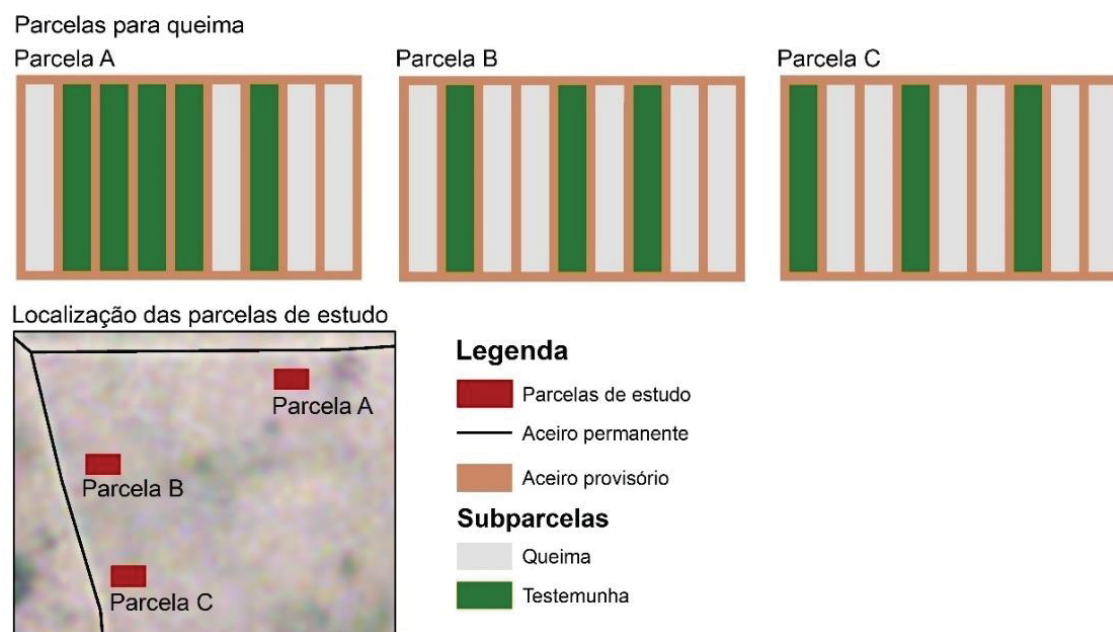 Parcelas para queima
Parcela A
Parcela B
Parcela C
Localização das parcelas de estudo
Parcela A
Parcela B
Parcela C
Legenda
Parcelas de estudo
Aceiro permanente
Aceiro provisório
Subparcelas
Queima
Testemunha